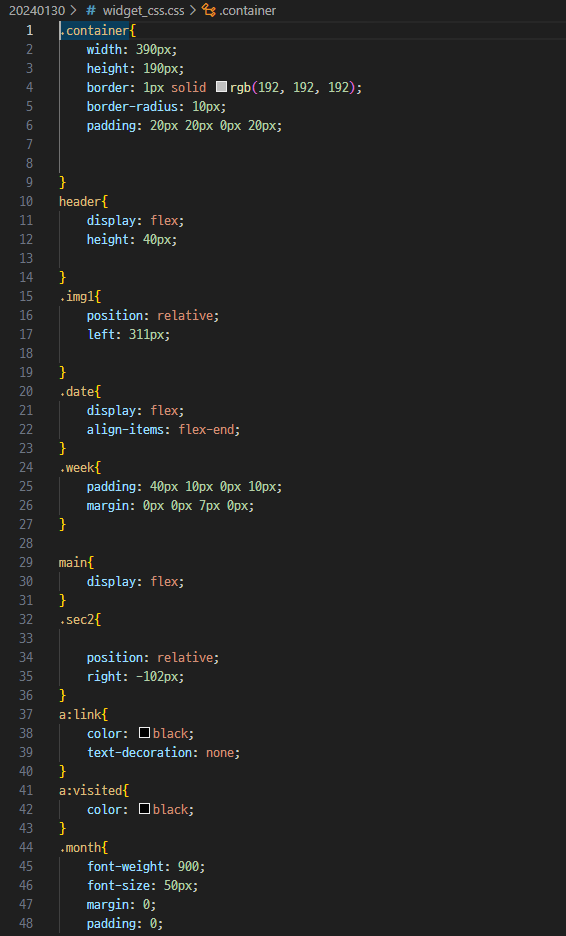 20240130 > # widget_css.css > .container
1 .container{
2     width: 390px;
3     height: 190px;
4     border: 1px solid rgb(192, 192, 192);
5     border-radius: 10px;
6     padding: 20px 20px 0px 20px;
7
8
9 }
10 header{
11     display: flex;
12     height: 40px;
13
14 }
15 .img1{
16     position: relative;
17     left: 311px;
18
19 }
20 .date{
21     display: flex;
22     align-items: flex-end;
23 }
24 .week{
25     padding: 40px 10px 0px 10px;
26     margin: 0px 0px 7px 0px;
27 }
28
29 main{
30     display: flex;
31 }
32 .sec2{
33
34     position: relative;
35     right: -102px;
36 }
37 a:link{
38     color: black;
39     text-decoration: none;
40 }
41 a:visited{
42     color: black;
43 }
44 .month{
45     font-weight: 900;
46     font-size: 50px;
47     margin: 0;
48     padding: 0;